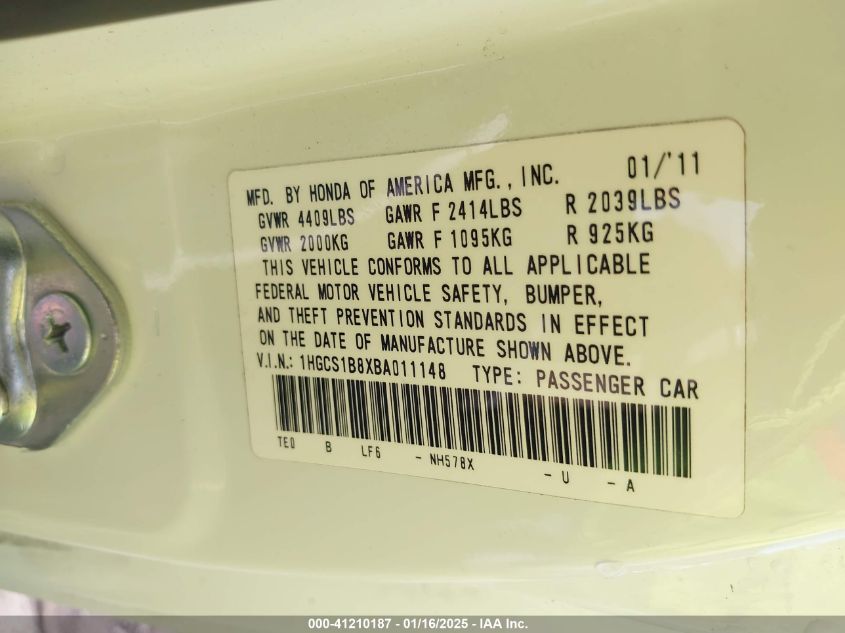 MFD. BY HONDA OF AMERICA MFG., INC. 01/'11
GVWR 4409LBS GAWR F 2414LBS R 2039LBS
GVWR 2000KG GAWR F 1095KG R 925KG
THIS VEHICLE CONFORMS TO ALL APPLICABLE
FEDERAL MOTOR VEHICLE SAFETY, BUMPER,
AND THEFT PREVENTION STANDARDS IN EFFECT
ON THE DATE OF MANUFACTURE SHOWN ABOVE.
V.I.N.: 1HGCS1B8XBA011148 TYPE: PASSENGER CAR
TE0 B LF6 - NH578X - U - A
000-41210187 - 01/16/2025 - IAA Inc.